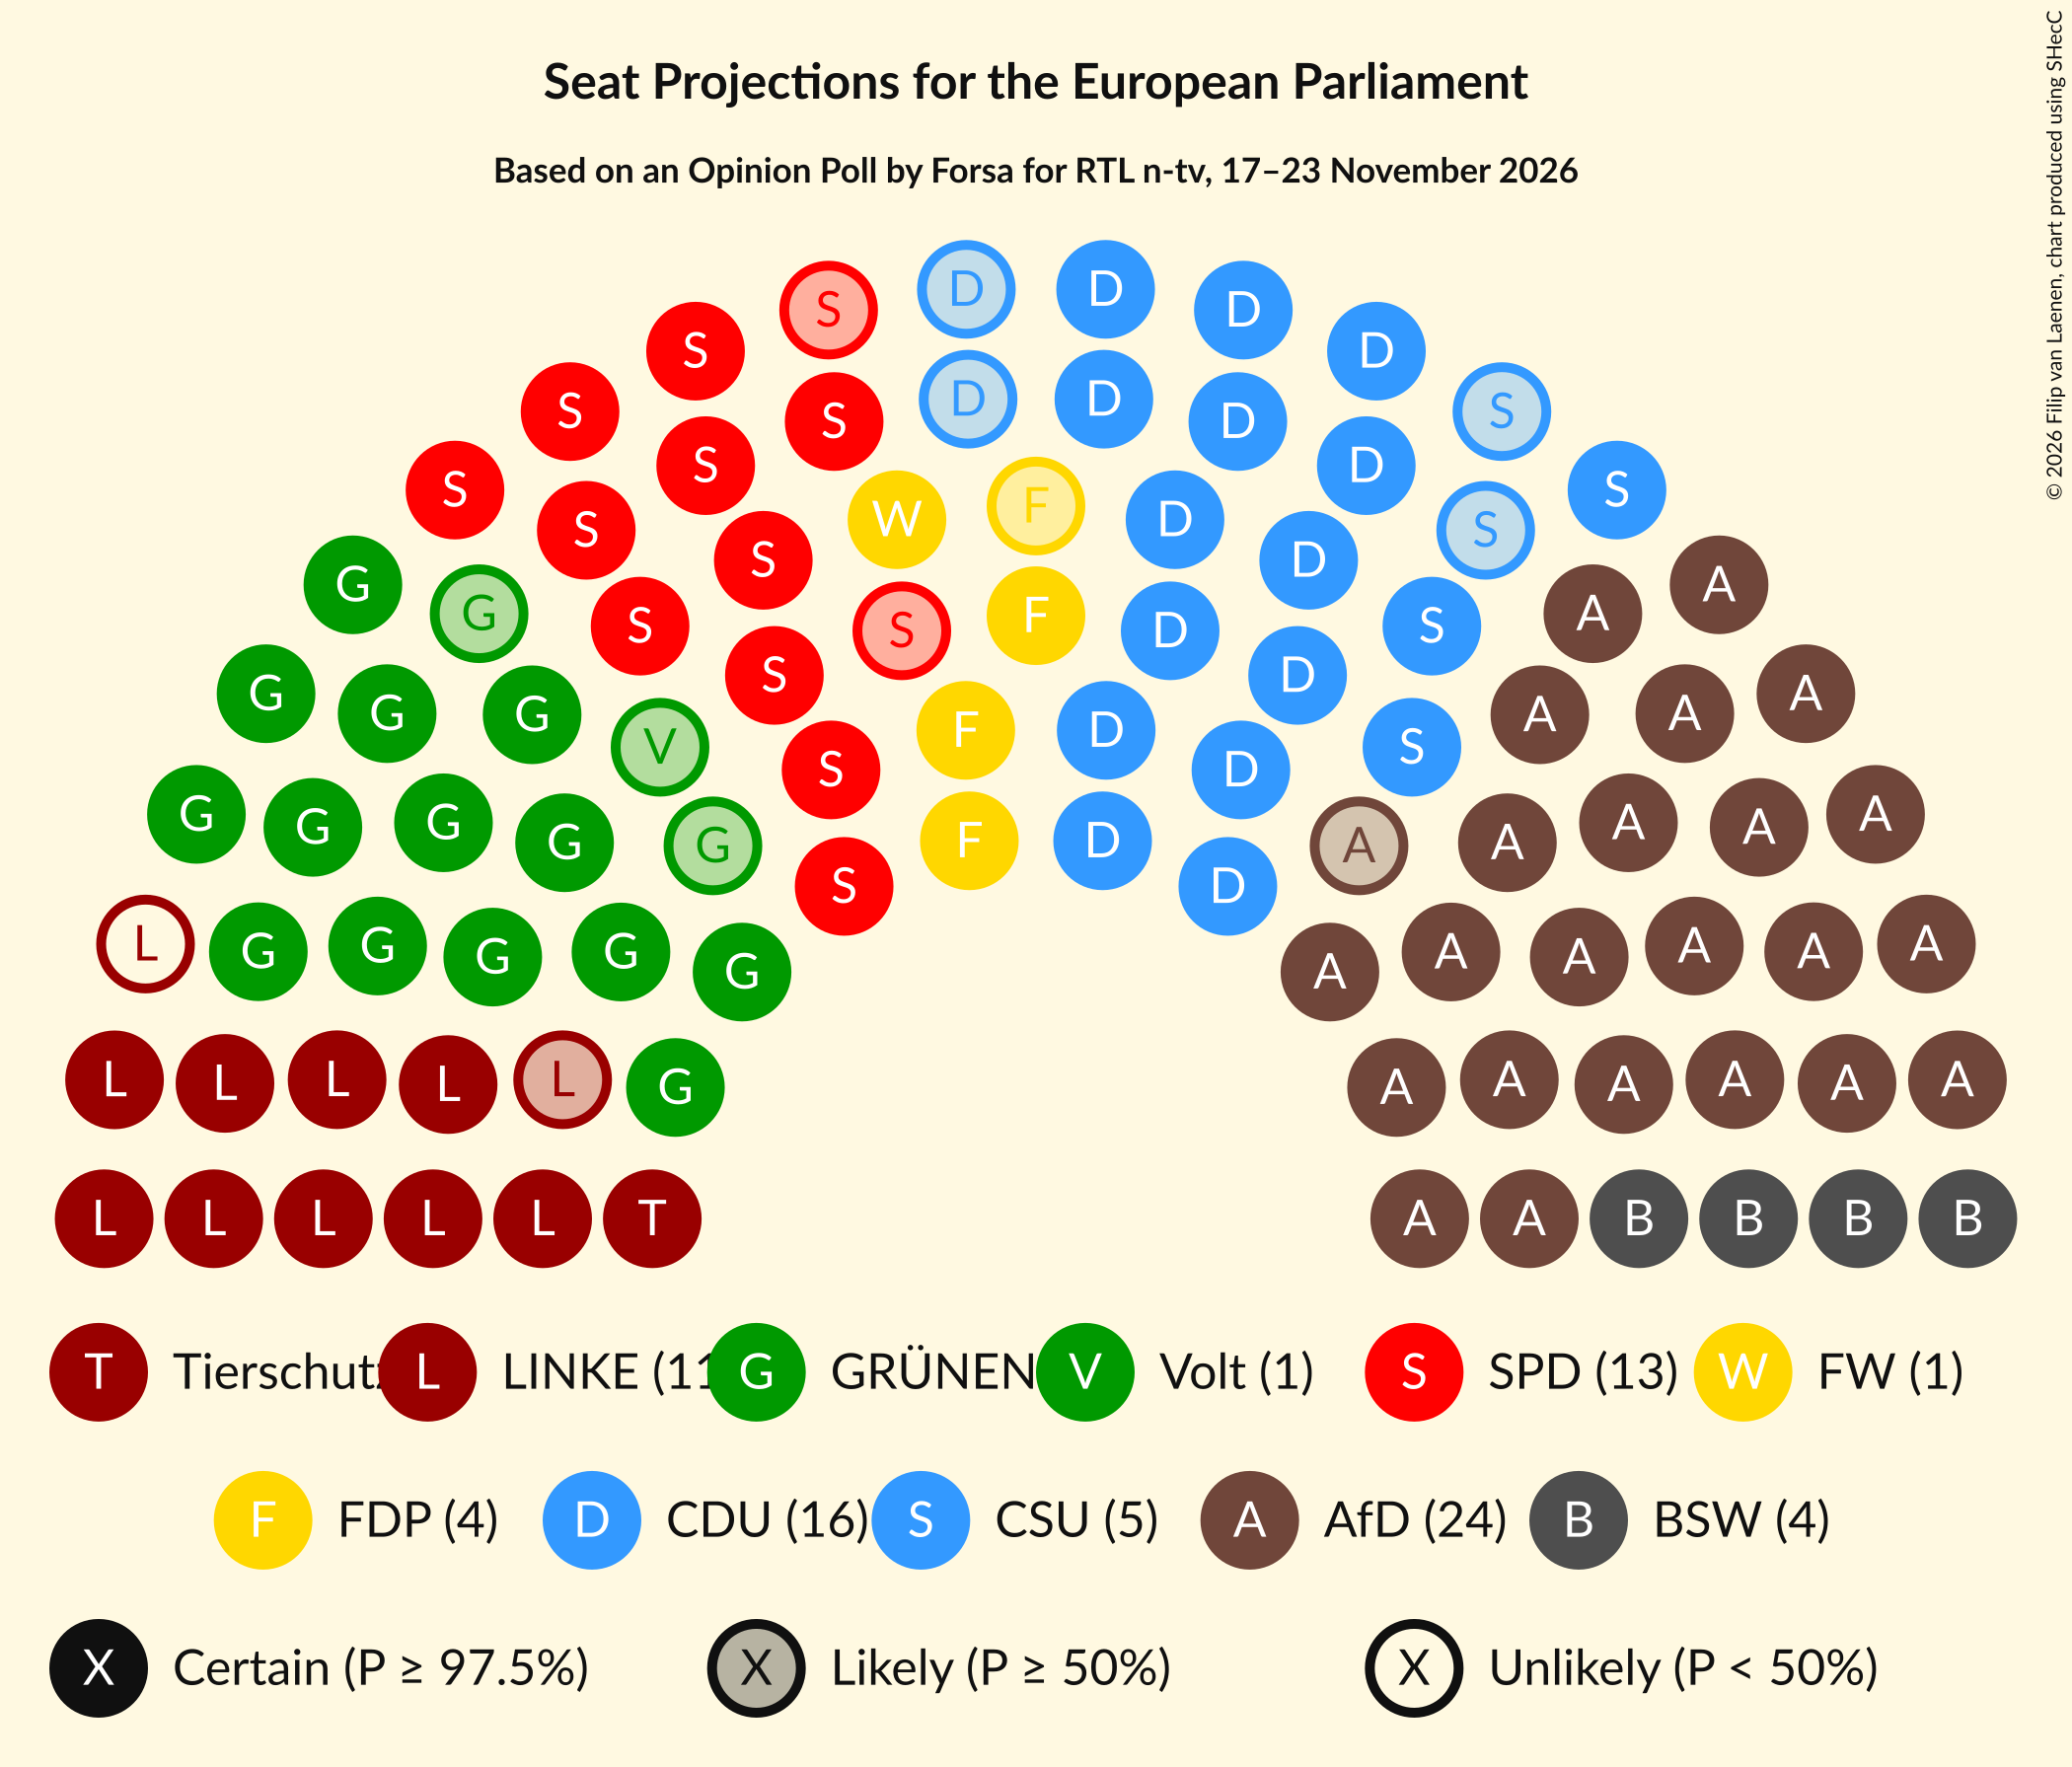 Seat Projections for the European Parliament
Based on an Opinion Poll by Forsa for RTL n-tv, 17–23 November 2026
© 2026 Filip van Laenen, chart produced using SHecC
S D D D
S D
S D D D S
S S D S
S W F D S S
S S D A
G G S S S F D S A
G G G V S S F D D S A A A
G G G G G S F D D A A A A A
L G G G G G S D A A A A A A
L L L L L G A A A A A A
L L L L L T A A B B B B
T Tierschut L LINKE (11 G GRÜNEN V Volt (1) S SPD (13) W FW (1)
F FDP (4) D CDU (16) S CSU (5) A AfD (24) B BSW (4)
X Certain (P ≥ 97.5%) X Likely (P ≥ 50%) X Unlikely (P < 50%)